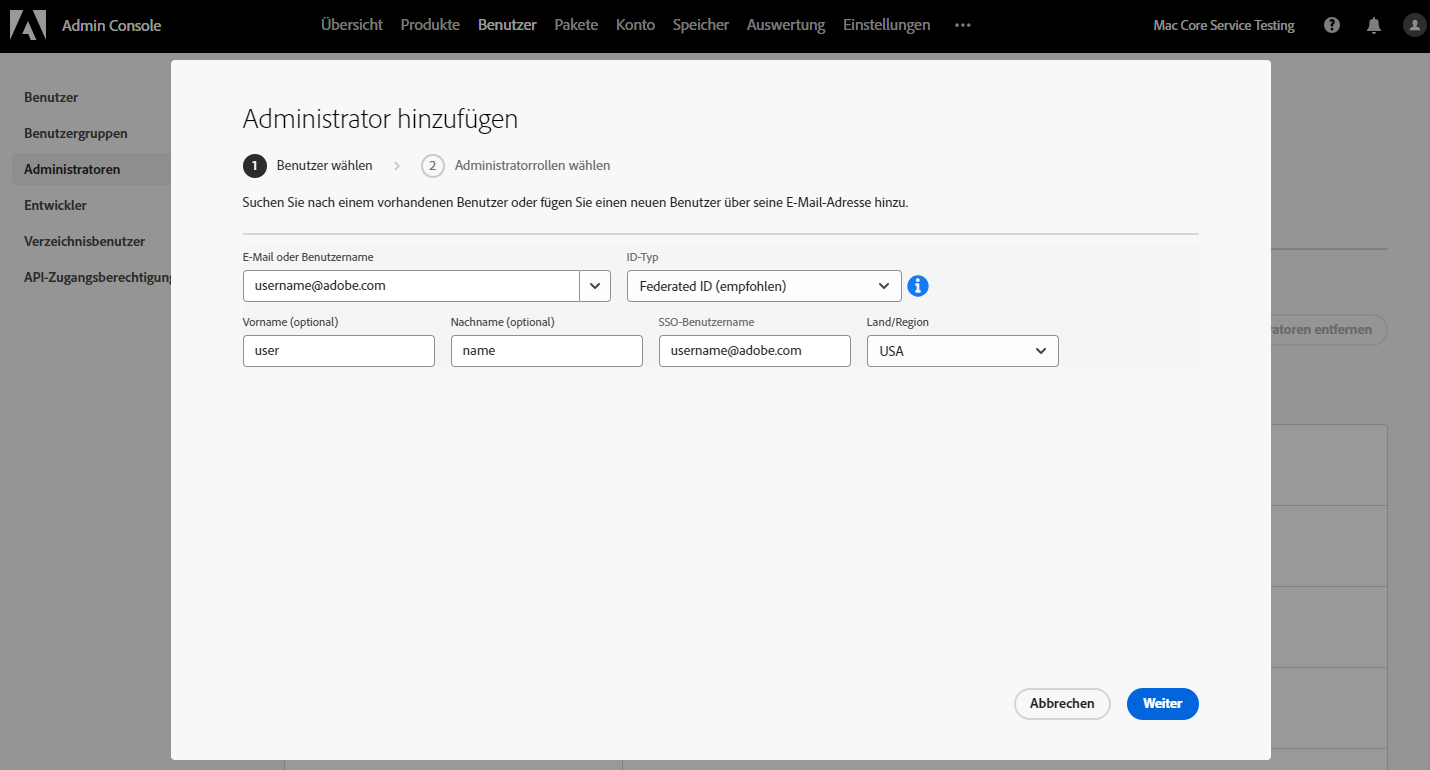 Admin Console
Übersicht Produkte Benutzer Pakete Konto Speicher Auswertung Einstellungen ···
Mac Core Service Testing
Benutzer
Benutzergruppen
Administratoren
Entwickler
Verzeichnisbenutzer
API-Zugangsberechtigung
Administrator hinzufügen
1 Benutzer wählen > 2 Administratorrollen wählen
Suchen Sie nach einem vorhandenen Benutzer oder fügen Sie einen neuen Benutzer über seine E-Mail-Adresse hinzu.
E-Mail oder Benutzername ID-Typ
username@adobe.com Federated ID (empfohlen)
Vorname (optional) Nachname (optional) SSO-Benutzername Land/Region
user name username@adobe.com USA
ratoren entfernen
Abbrechen Weiter